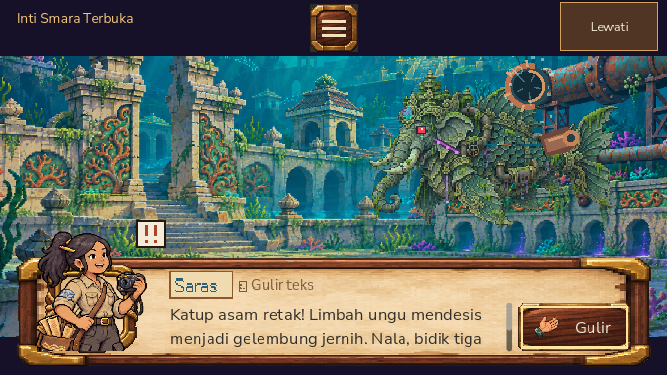 Inti Smara Terbuka
Lewati
!!
Saras
Gulir teks
Katup asam retak! Limbah ungu mendesis
menjadi gelembung jernih. Nala, bidik tiga
Gulir